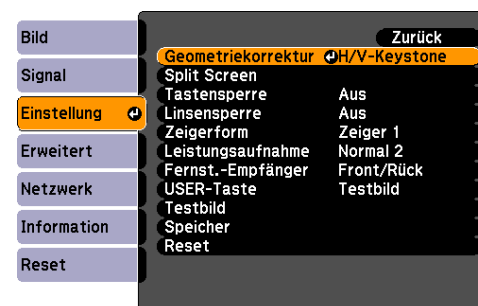 Bild
Signal
Einstellung
Erweitert
Netzwerk
Information
Reset
Zurück
Geometriekorrektur H/V-Keystone
Split Screen
Tastensperre Aus
Linsensperre Aus
Zeigerform Zeiger 1
Leistungsaufnahme Normal 2
Fernst.-Empfänger Front/Rück
USER-Taste Testbild
Testbild
Speicher
Reset